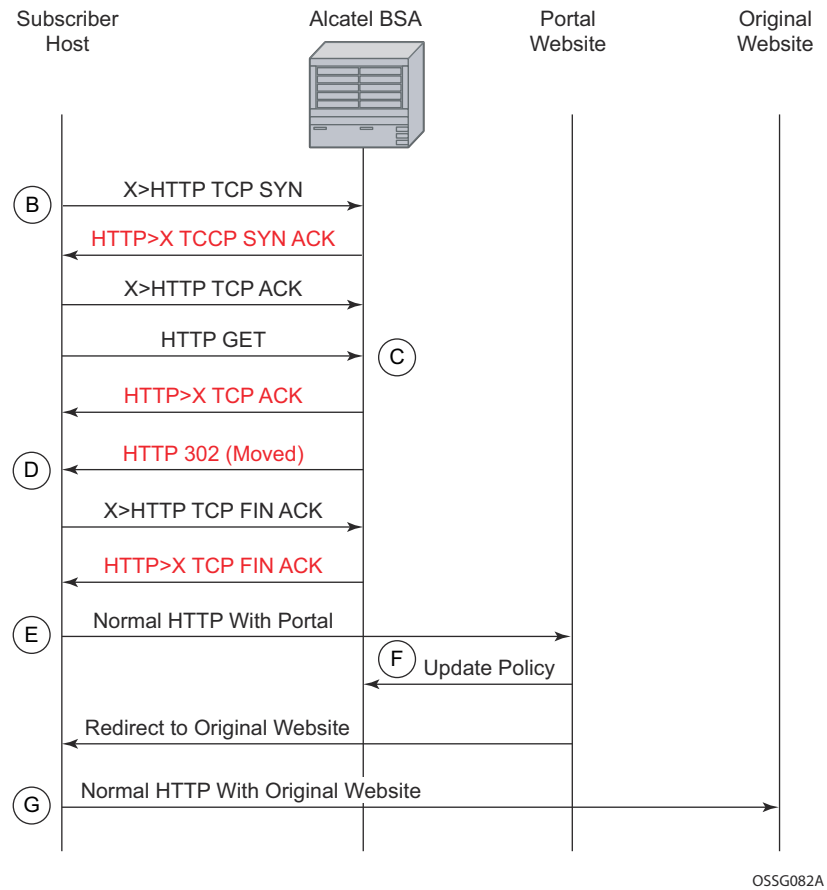 Subscriber
Host
Alcatel BSA
Portal
Website
Original
Website
B
X>HTTP TCP SYN
HTTP>X TCCP SYN ACK
X>HTTP TCP ACK
HTTP GET
C
HTTP>X TCP ACK
D
HTTP 302 (Moved)
X>HTTP TCP FIN ACK
HTTP>X TCP FIN ACK
E
Normal HTTP With Portal
F
Update Policy
Redirect to Original Website
G
Normal HTTP With Original Website
OSSG082A